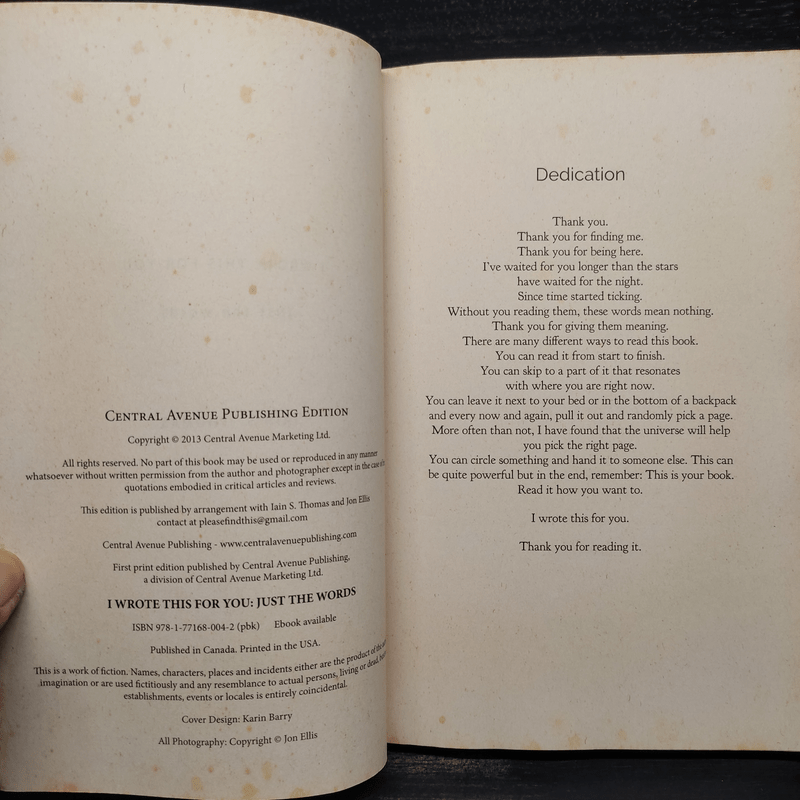 CENTRAL AVENUE PUBLISHING EDITION
Copyright © 2013 Central Avenue Marketing Ltd.
All rights reserved. No part of this book may be used or reproduced in any manner
whatsoever without written permission from the author and photographer except in the case of
quotations embodied in critical articles and reviews.
This edition is published by arrangement with Iain S. Thomas and Jon Ellis
contact at pleasefindthis@gmail.com
Central Avenue Publishing - www.centralavenuepublishing.com
First print edition published by Central Avenue Publishing,
a division of Central Avenue Marketing Ltd.
I WROTE THIS FOR YOU: JUST THE WORDS
ISBN 978-1-77168-004-2 (pbk) Ebook available
Published in Canada. Printed in the USA.
This is a work of fiction. Names, characters, places and incidents either are the product of the
imagination or are used fictitiously and any resemblance to actual persons, living or dead,
establishments, events or locales is entirely coincidental.
Cover Design: Karin Barry
All Photography: Copyright © Jon Ellis
Dedication
Thank you.
Thank you for finding me.
Thank you for being here.
I've waited for you longer than the stars
have waited for the night.
Since time started ticking.
Without you reading them, these words mean nothing.
Thank you for giving them meaning.
There are many different ways to read this book.
You can read it from start to finish.
You can skip to a part of it that resonates
with where you are right now.
You can leave it next to your bed or in the bottom of a backpack
and every now and again, pull it out and randomly pick a page.
More often than not, I have found that the universe will help
you pick the right page.
You can circle something and hand it to someone else. This can
be quite powerful but in the end, remember: This is your book.
Read it how you want to.
I wrote this for you.
Thank you for reading it.